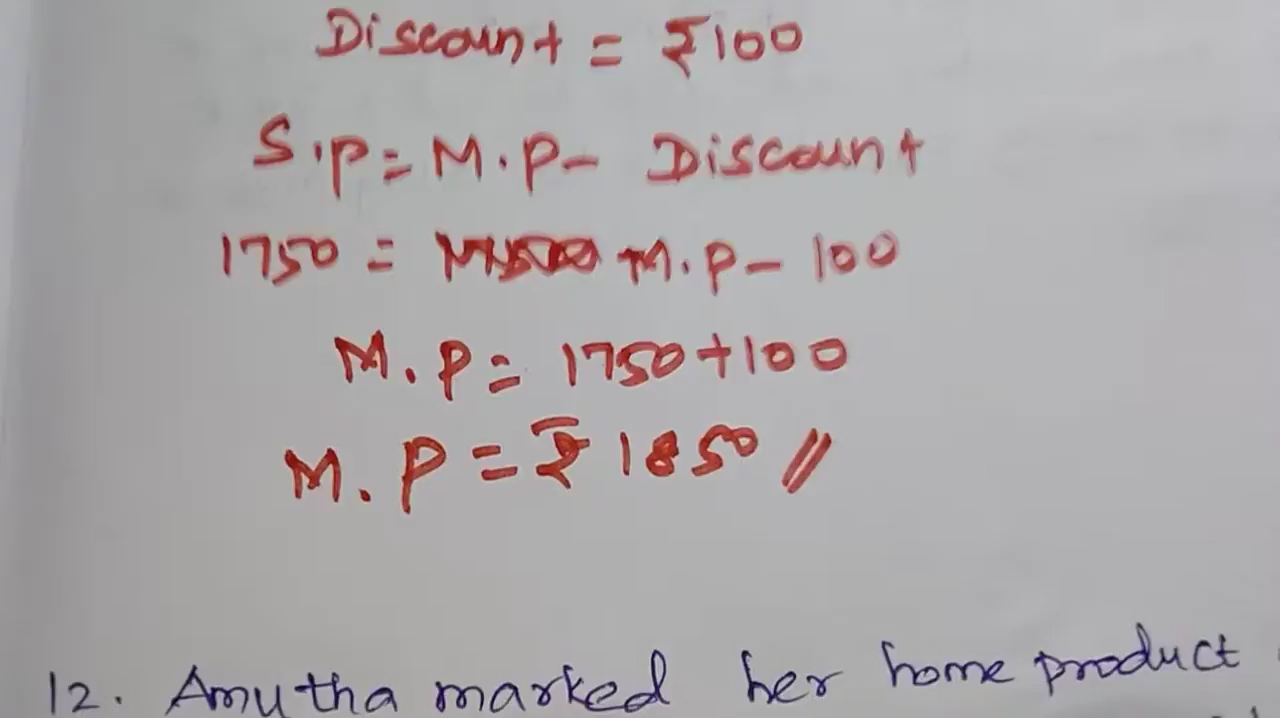 Discount = ₹100
S.P = M.P - Discount
1750 = M.P - 100
M.P = 1750 + 100
M.P = ₹1850 //
12. Amutha marked her home product